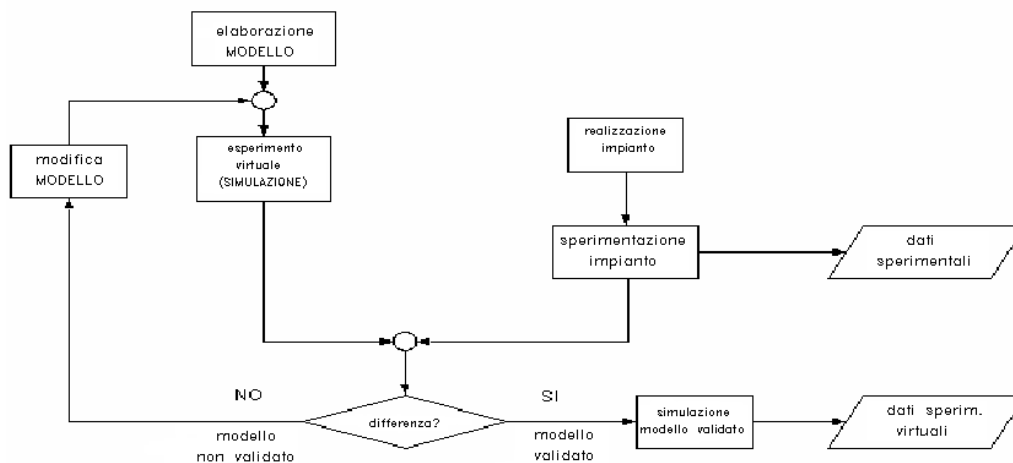 elaborazione
MODELLO
modifica
MODELLO
esperimento
virtuale
(SIMULAZIONE)
realizzazione
impianto
sperimentazione
impianto
dati
sperimentali
NO
differenza?
SI
modello
non validato
modello
validato
simulazione
modello validato
dati sperim.
virtuali